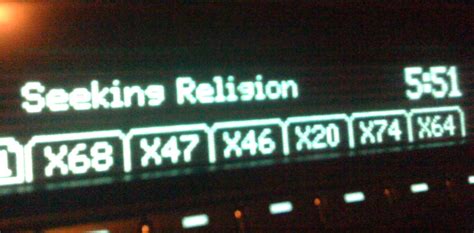 Seeking Religion 5:51
X68 X47 X46 X20 X74 X64